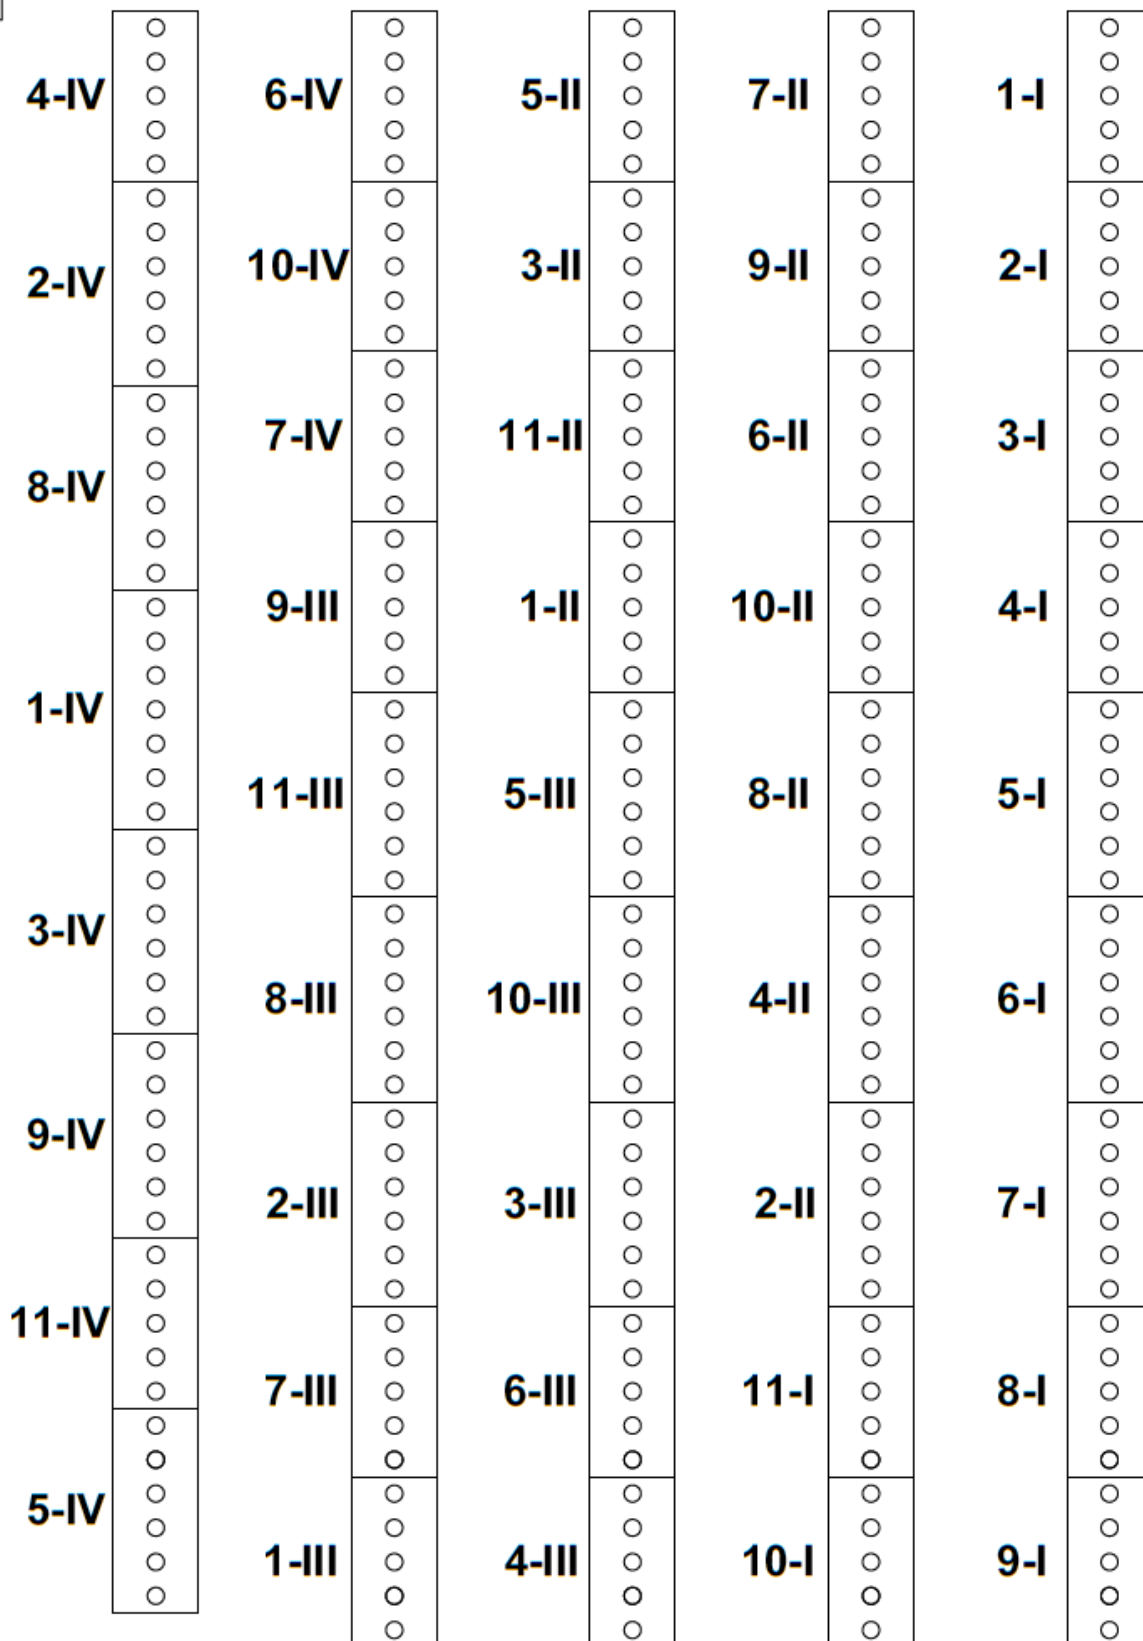 4-IV 6-IV 5-II 7-II 1-I
2-IV 10-IV 3-II 9-II 2-I
8-IV 7-IV 11-II 6-II 3-I
1-IV 9-III 1-II 10-II 4-I
3-IV 11-III 5-III 8-II 5-I
9-IV 8-III 10-III 4-II 6-I
11-IV 2-III 3-III 2-II 7-I
5-IV 7-III 6-III 11-I 8-I
1-III 4-III 10-I 9-I